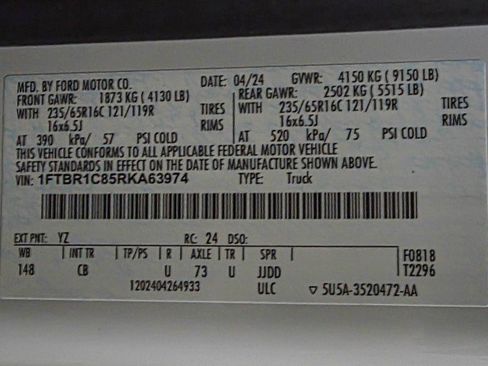 MFD. BY FORD MOTOR CO. DATE: 04/24 GVWR: 4150 KG (9150 LB)
FRONT GAWR: 1873 KG (4130 LB) REAR GAWR: 2502 KG (5515 LB)
WITH 235/65R16C 121/119R TIRES WITH 235/65R16C 121/119R TIRES
16x6.5J RIMS 16x6.5J RIMS
AT 390 kPa/ 57 PSI COLD AT 520 kPa/ 75 PSI COLD
THIS VEHICLE CONFORMS TO ALL APPLICABLE FEDERAL MOTOR VEHICLE
SAFETY STANDARDS IN EFFECT ON THE DATE OF MANUFACTURE SHOWN ABOVE.
VIN: 1FTBR1C85RKA63974 TYPE: Truck
EXT PNT: YZ RC: 24 DSO:
WB INT TR TP/PS R AXLE TR SPR F0818
148 CB U 73 U JJDD T2296
1202404264933 ULC ▽ 5U5A-3520472-AA